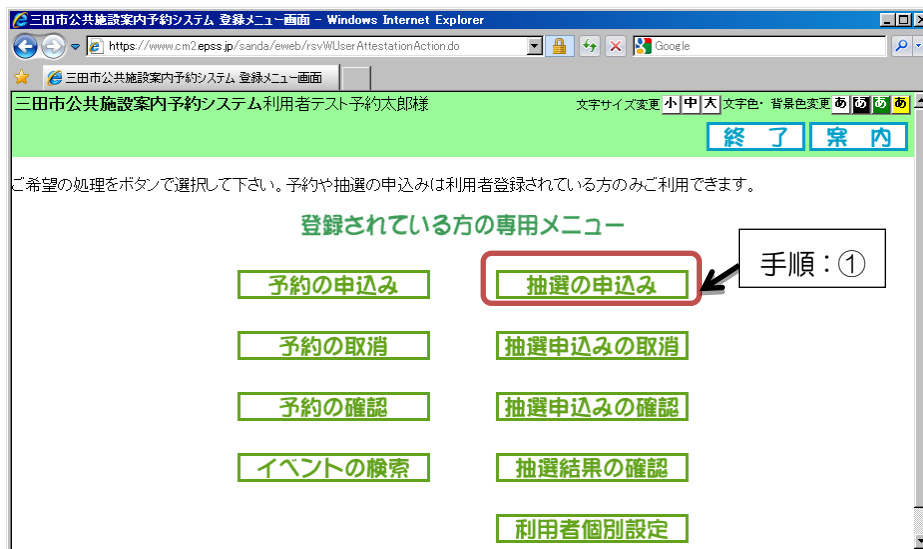 三田市公共施設案内予約システム 登録メニュー画面 - Windows Internet Explorer
https://www.cm2.epss.jp/sanda/eweb/rsvWUserAttestationAction.do
Google
三田市公共施設案内予約システム 登録メニュー画面
三田市公共施設案内予約システム利用者テスト予約太郎様
文字サイズ変更 小 中 大 文字色・ 背景色変更 あ あ あ あ
終 了 案 内
ご希望の処理をボタンで選択して下さい。予約や抽選の申込みは利用者登録されている方のみご利用できます。
登録されている方の専用メニュー
手順:①
予約の申込み 抽選の申込み
予約の取消 抽選申込みの取消
予約の確認 抽選申込みの確認
イベントの検索 抽選結果の確認
利用者個別設定